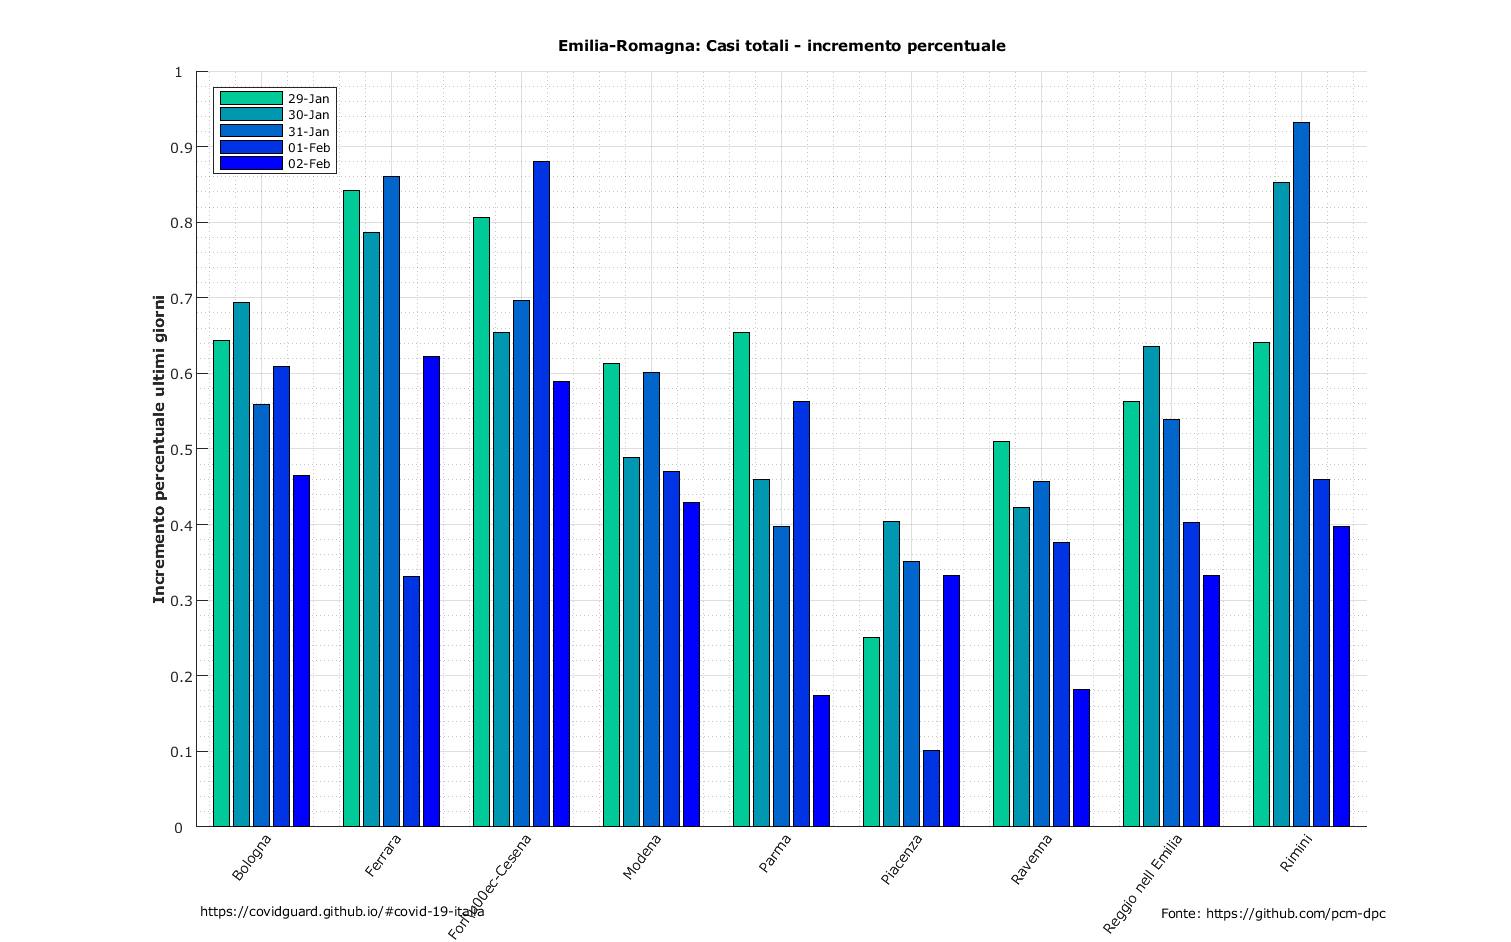 Emilia-Romagna: Casi totali - incremento percentuale
Incremento percentuale ultimi giorni
1
0.9
0.8
0.7
0.6
0.5
0.4
0.3
0.2
0.1
0
29-Jan
30-Jan
31-Jan
01-Feb
02-Feb
Bologna
Ferrara
Modena
Parma
Piacenza
Ravenna
Reggio nell Emilia
Rimini
https://covidguard.github.io/#covid-19-italia
Fonte: https://github.com/pcm-dpc